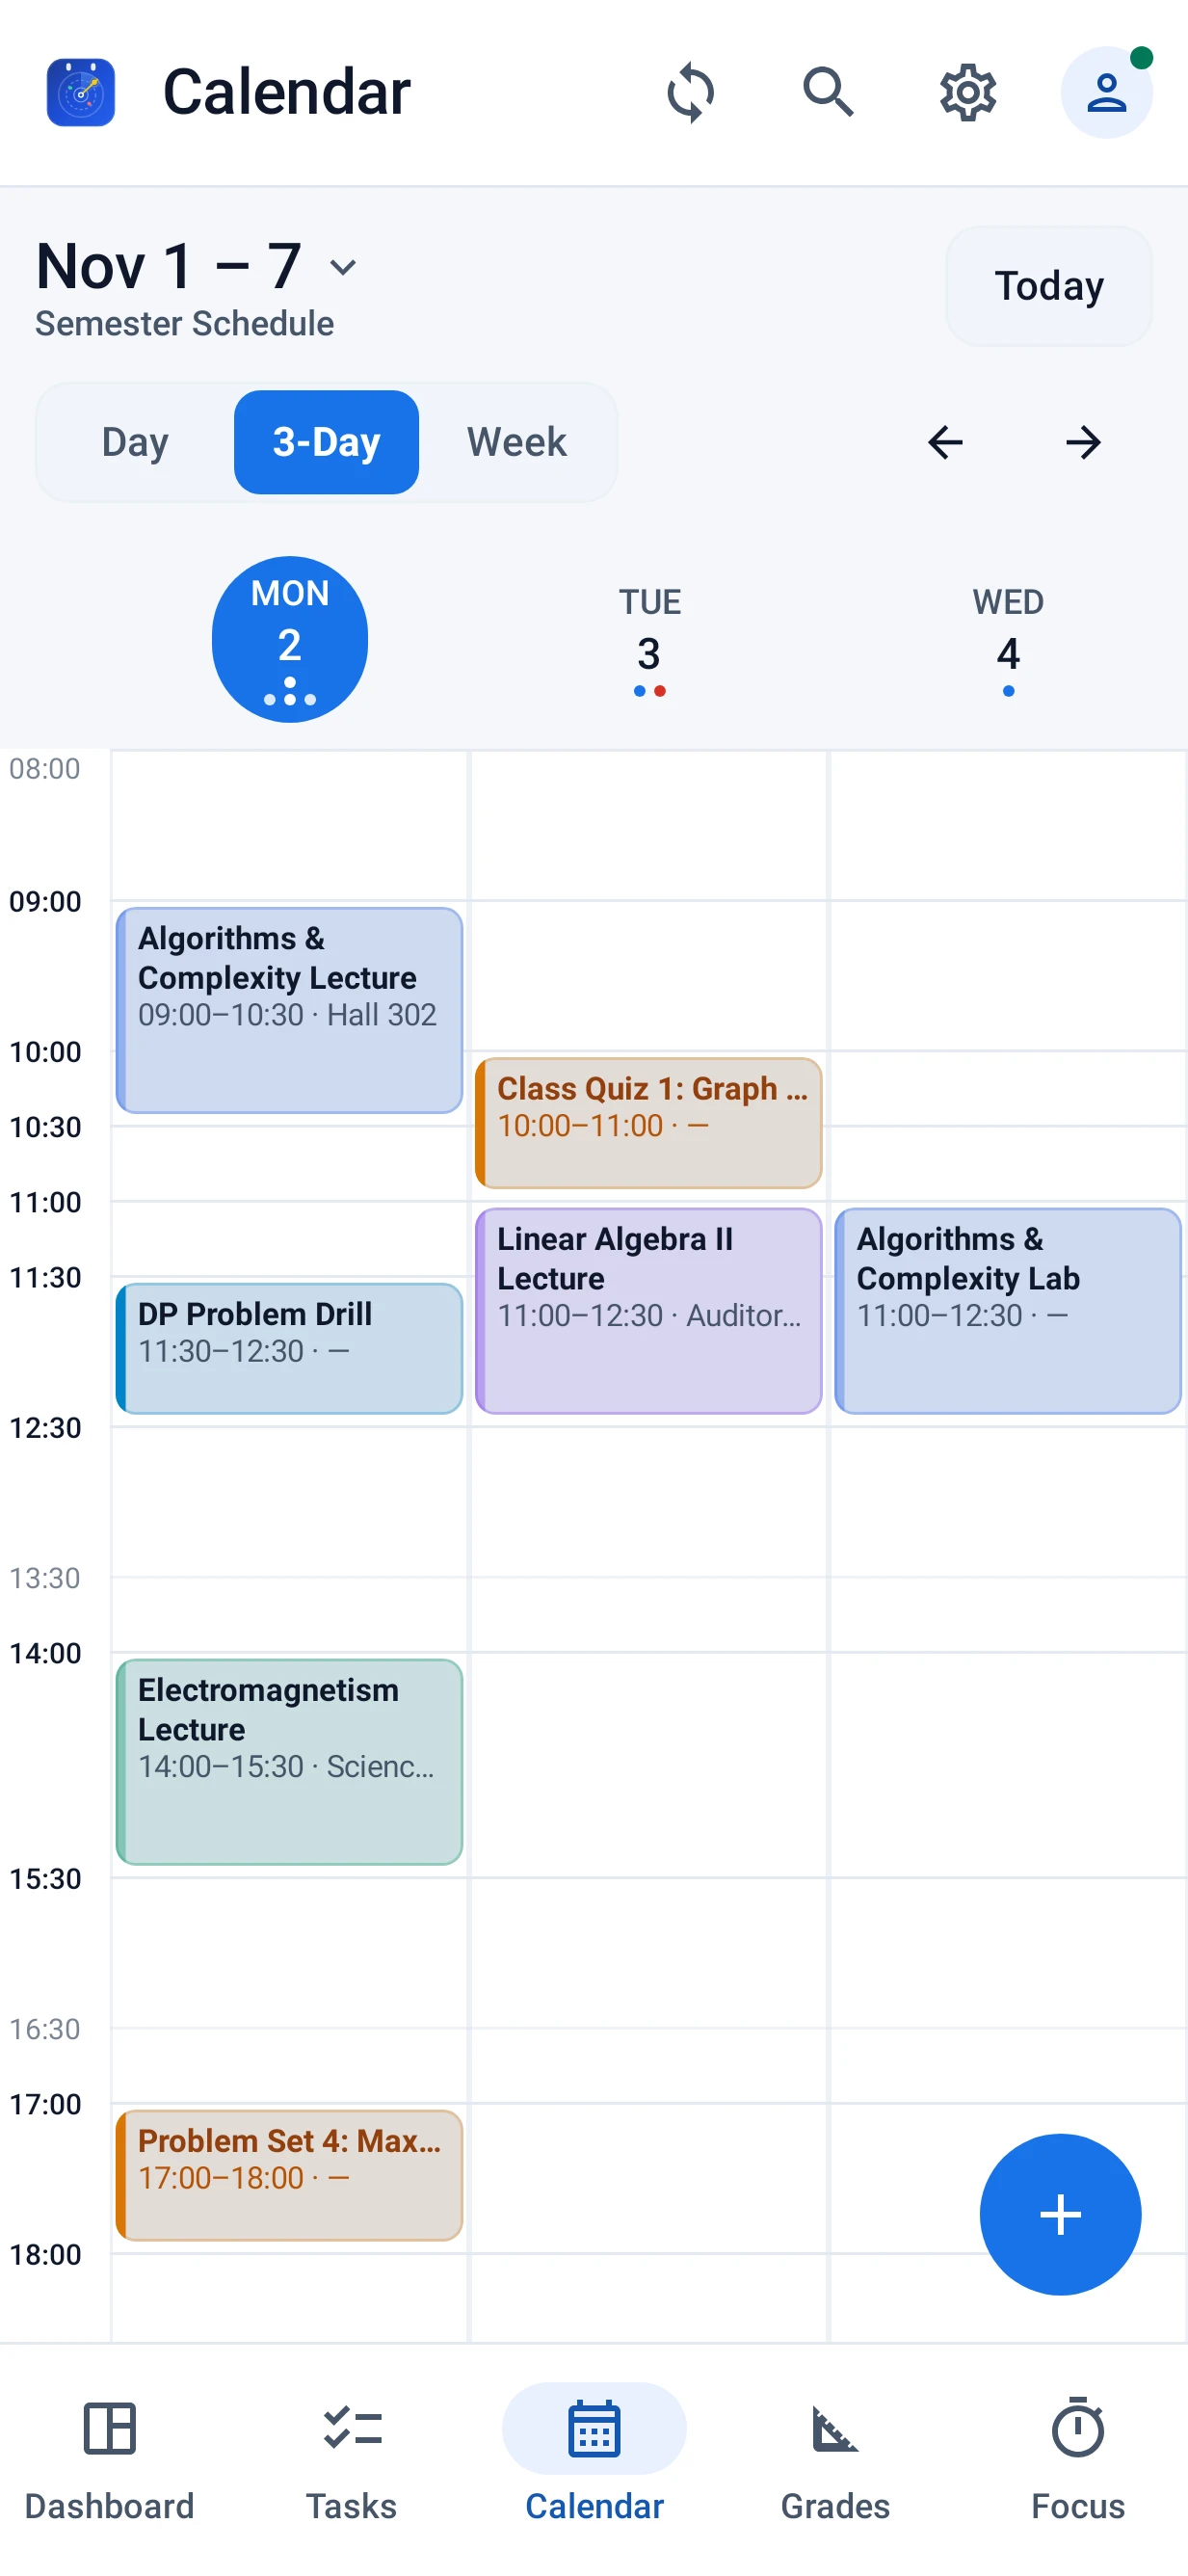 Calendar
Nov 1 – 7
Semester Schedule
Today
Day
3-Day
Week
MON
2
TUE
3
WED
4
08:00
09:00
Algorithms &
Complexity Lecture
09:00–10:30 · Hall 302
10:00
Class Quiz 1: Graph ...
10:00–11:00 · —
10:30
11:00
Linear Algebra II
Lecture
11:00–12:30 · Auditor...
Algorithms &
Complexity Lab
11:00–12:30 · —
11:30
DP Problem Drill
11:30–12:30 · —
12:30
13:30
14:00
Electromagnetism
Lecture
14:00–15:30 · Scienc...
15:30
16:30
17:00
Problem Set 4: Max...
17:00–18:00 · —
18:00
Dashboard
Tasks
Calendar
Grades
Focus